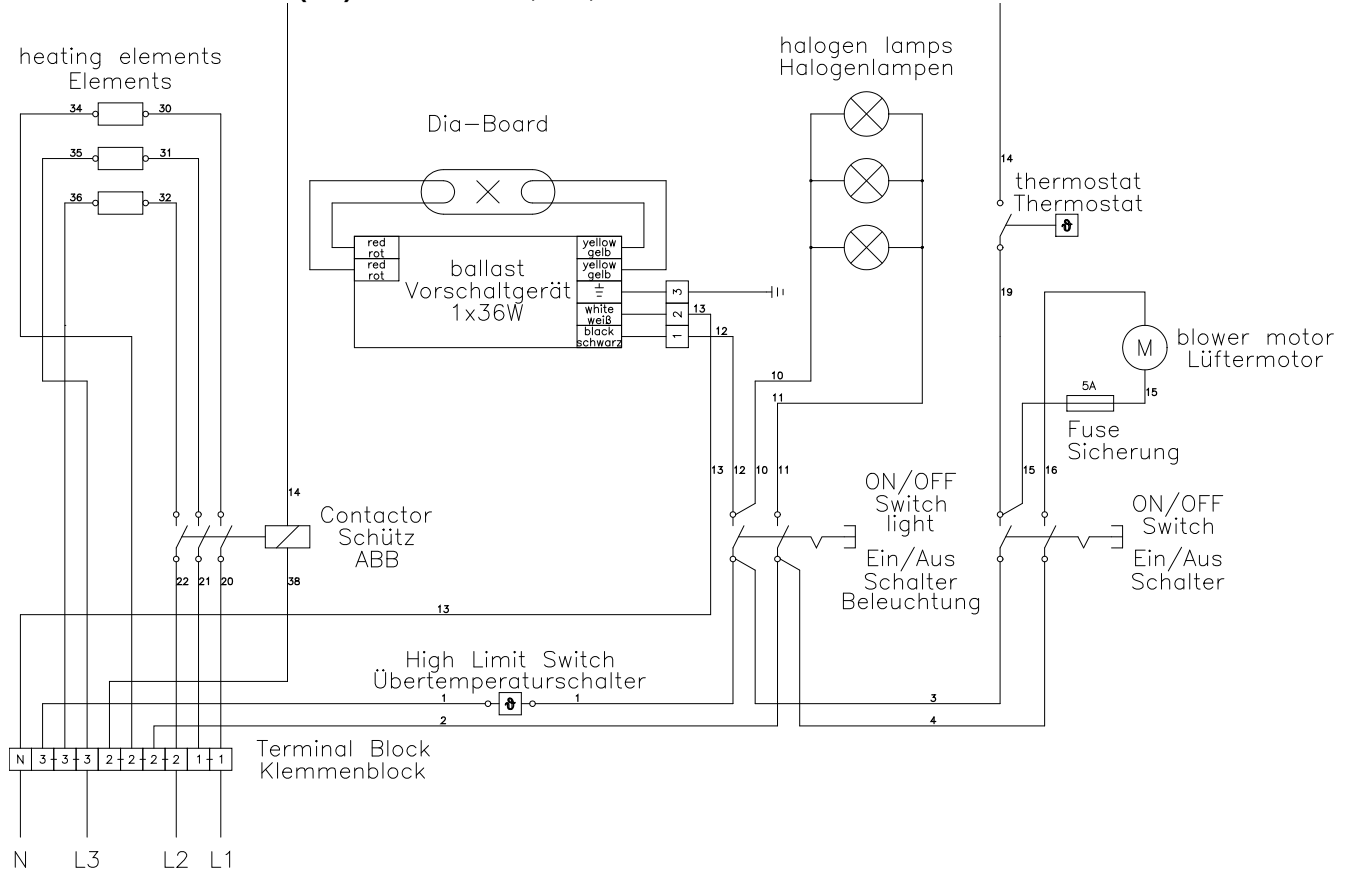 heating elements
Elements
34 30
35 31
36 32
Dia-Board
red
rot
red
rot
ballast
Vorschaltgerät
1x36W
yellow
gelb
yellow
gelb
white
weiß
black
schwarz
3
2
1
13
12
halogen lamps
Halogenlampen
10
11
13 12 10 11
14
thermostat
Thermostat
ϑ
19
M
blower motor
Lüftermotor
5A
15
Fuse
Sicherung
15 16
14
Contactor
Schütz
ABB
22 21 20
38
ON/OFF
Switch
light
Ein/Aus
Schalter
Beleuchtung
ON/OFF
Switch
Ein/Aus
Schalter
13
High Limit Switch
Übertemperaturschalter
1 ϑ 1
2
3
4
N 3 3 3 2 2 2 2 1 1
Terminal Block
Klemmenblock
N L3 L2 L1